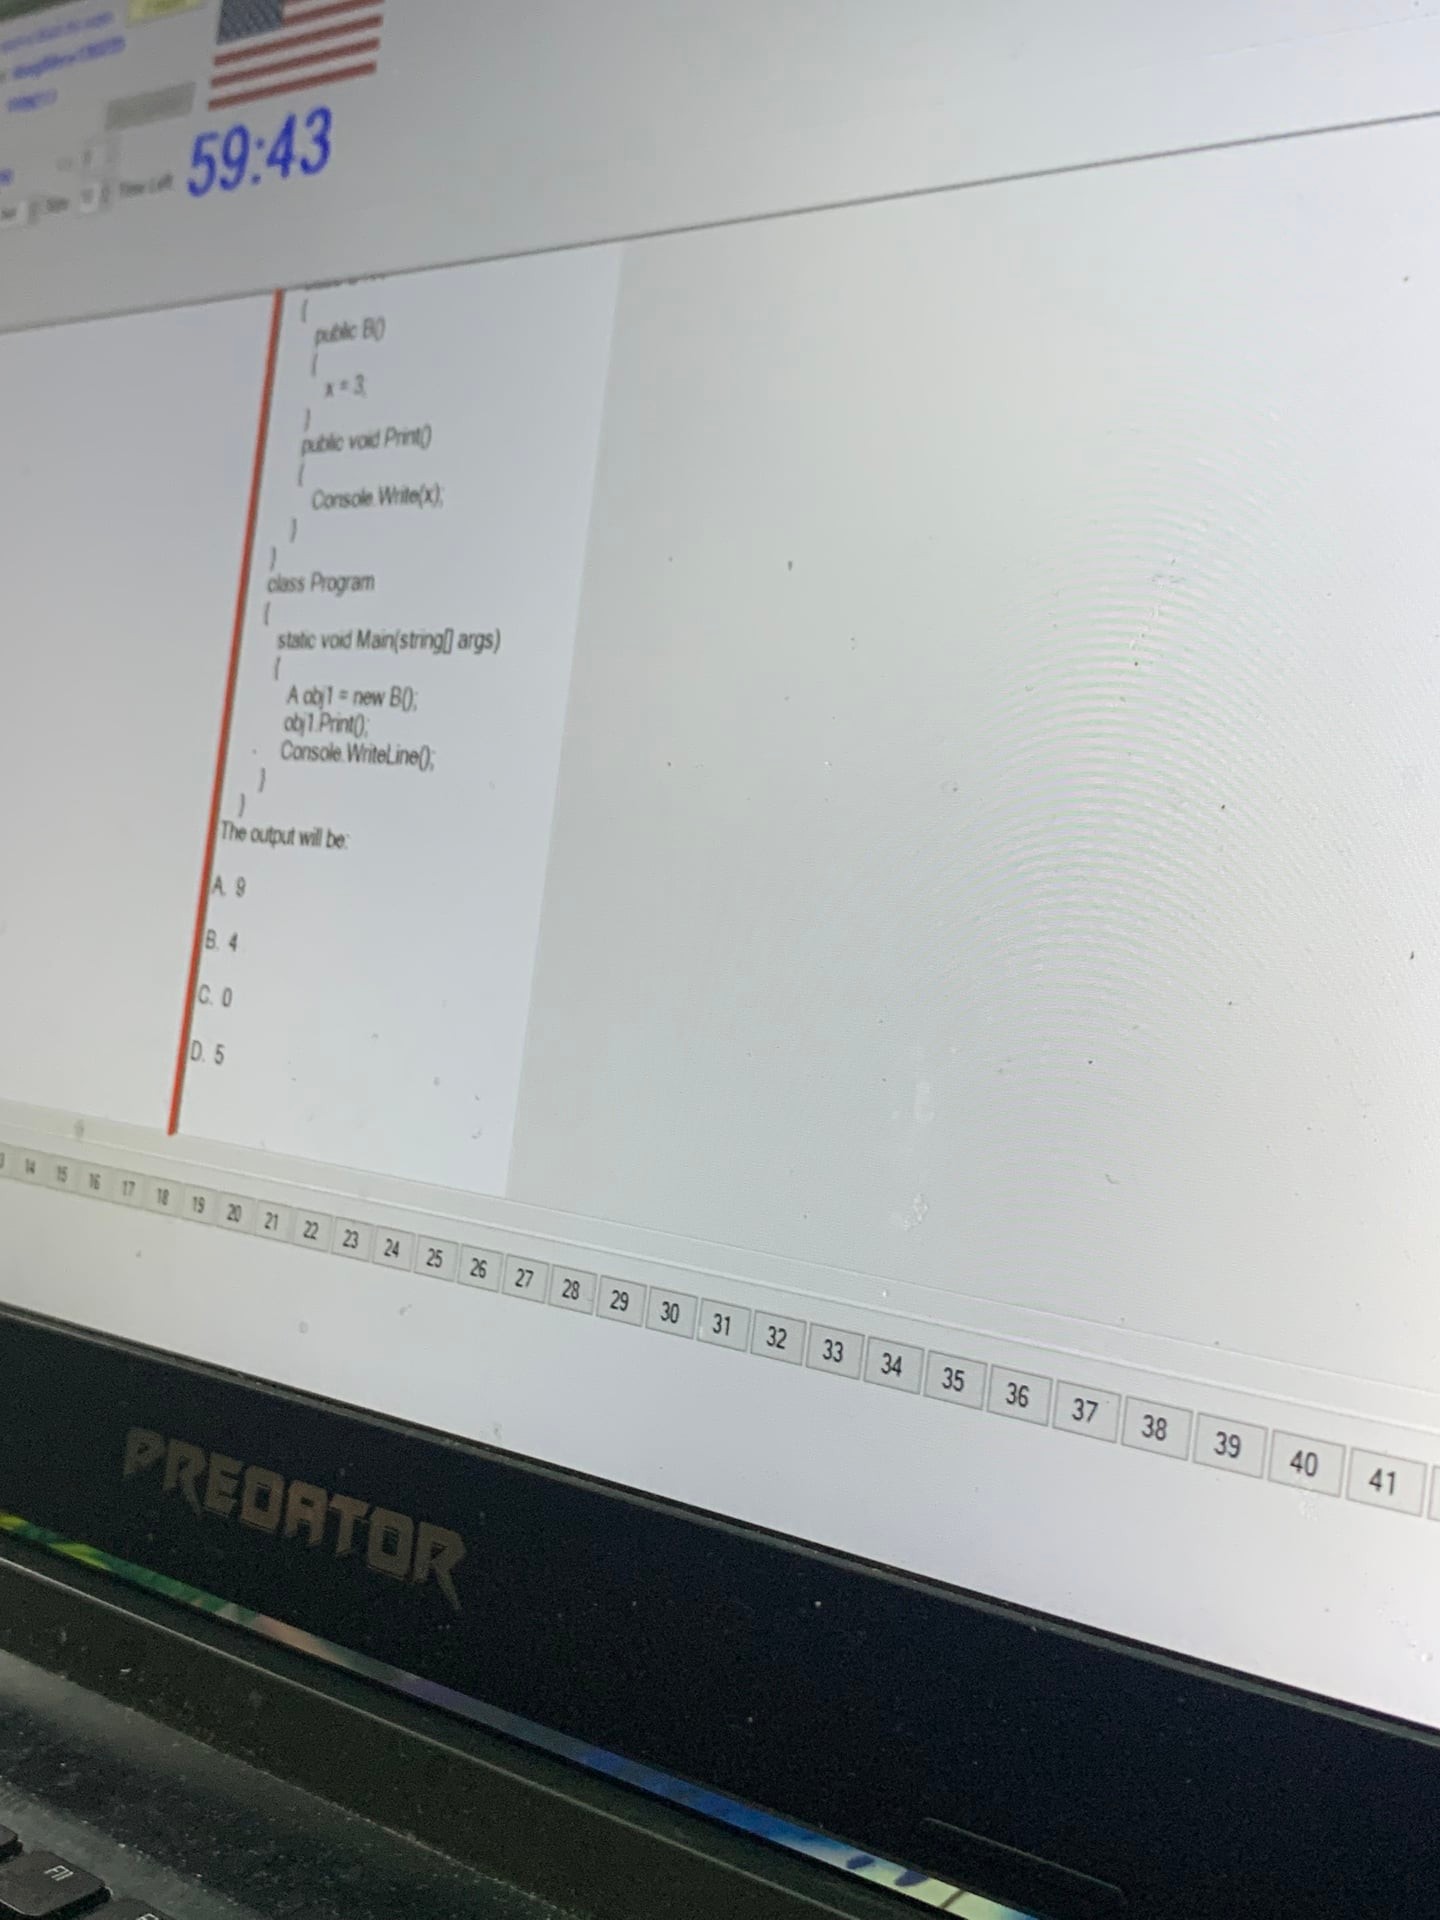 59:43
Time Left
{
public B()
{
x = 3;
}
public void Print()
{
Console.Write(x);
}
}
class Program
{
static void Main(string[] args)
{
A obj1 = new B();
obj1.Print();
Console.WriteLine();
}
}
The output will be:
A. 9
B. 4
C. 0
D. 5
14 15 16 17 18 19 20 21 22 23 24 25 26 27 28 29 30 31 32 33 34 35 36 37 38 39 40 41
PREDATOR
F11